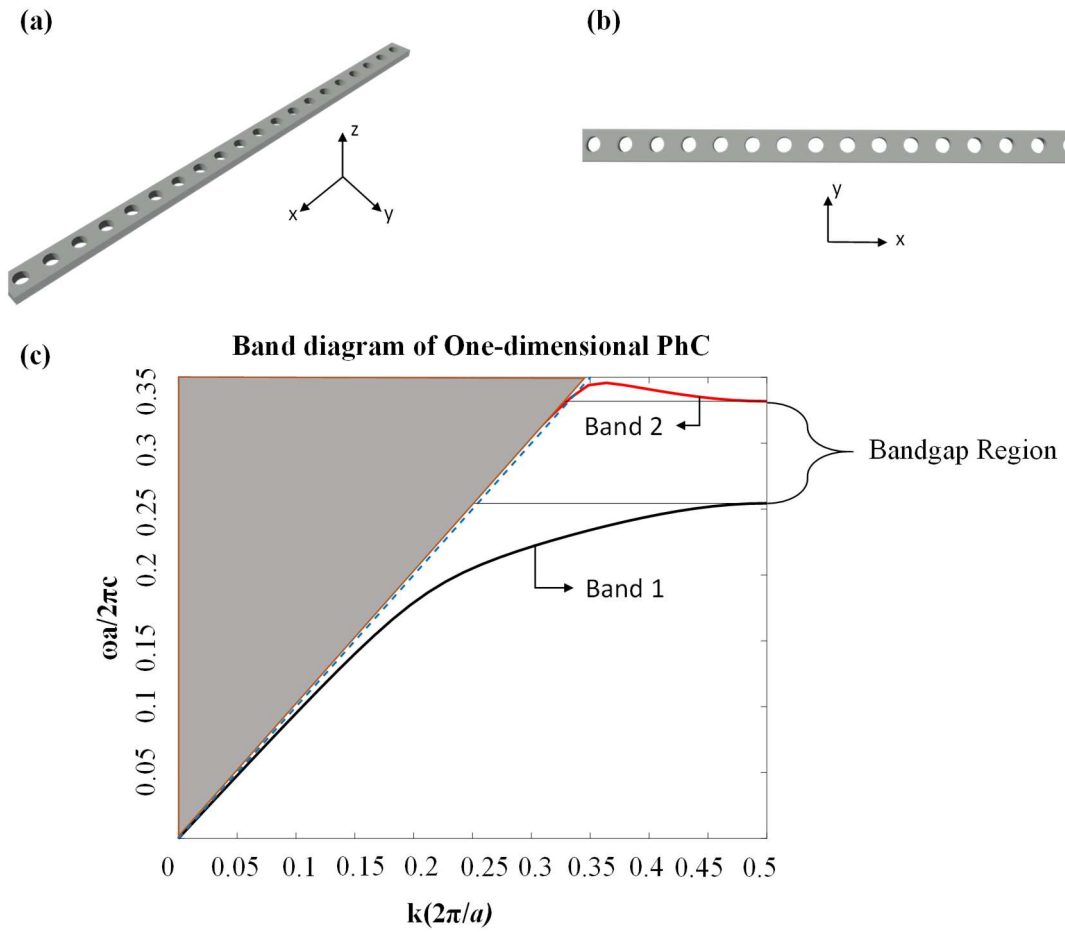 (a)
z
x
y
(b)
y
x
(c)
Band diagram of One-dimensional PhC
ωa/2πc
0.35
0.3
0.25
0.2
0.15
0.1
0.05
Band 2
Band 1
Bandgap Region
0 0.05 0.1 0.15 0.2 0.25 0.3 0.35 0.4 0.45 0.5
k(2π/a)